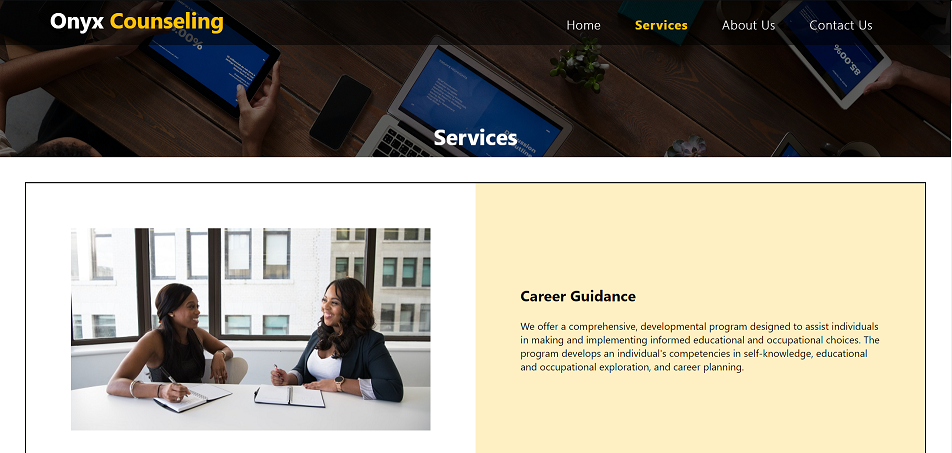 Onyx Counseling
Home Services About Us Contact Us
85.00%
Services
Career Guidance
We offer a comprehensive, developmental program designed to assist individuals
in making and implementing informed educational and occupational choices. The
program develops an individual's competencies in self-knowledge, educational
and occupational exploration, and career planning.